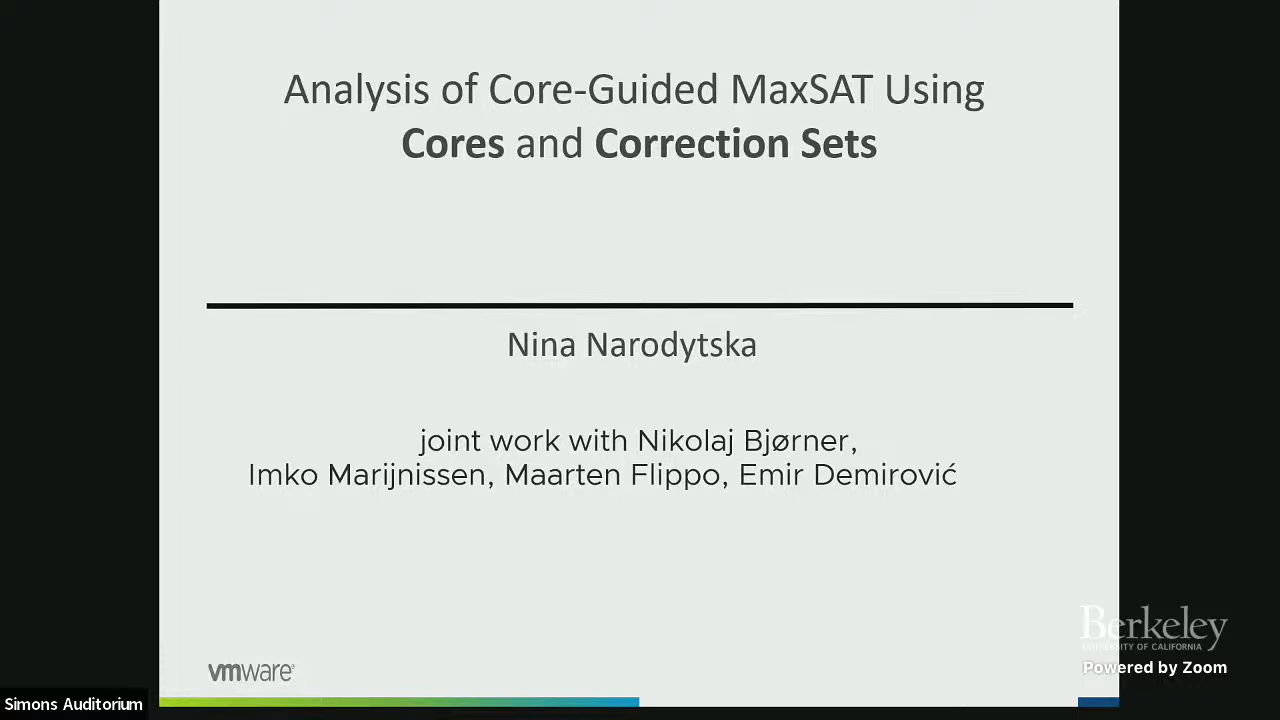 Analysis of Core-Guided MaxSAT Using
Cores and Correction Sets
Nina Narodytska
joint work with Nikolaj Bjørner,
Imko Marijnissen, Maarten Flippo, Emir Demirović
vmware®
Berkeley
UNIVERSITY OF CALIFORNIA
Powered by Zoom
Simons Auditorium